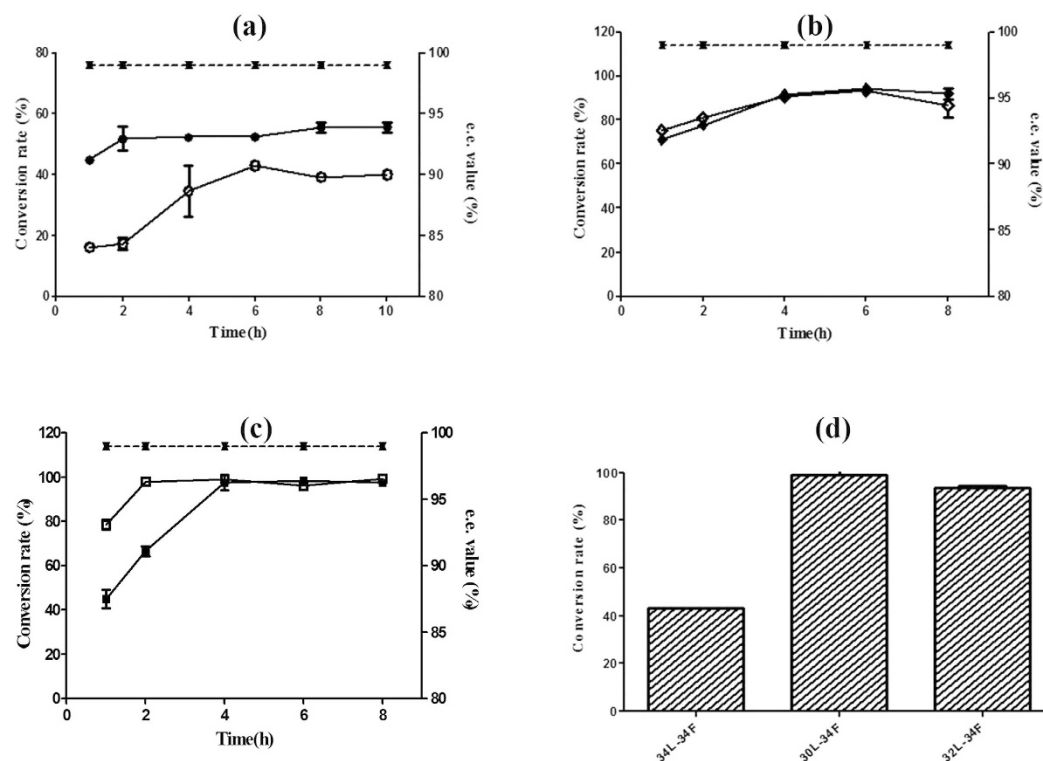 (a)
80
60
40
20
0
Conversion rate (%)
100
95
90
85
80
e.e. value (%)
2 4 6 8 10
Time(h)
(b)
120
100
80
60
40
20
0
Conversion rate (%)
100
95
90
85
80
e.e. value (%)
0 2 4 6 8
Time(h)
(c)
120
100
80
60
40
20
0
Conversion rate (%)
100
95
90
85
80
e.e. value (%)
0 2 4 6 8
Time(h)
(d)
100
80
60
40
20
0
Conversion rate (%)
34L-34F
30L-34F
32L-34F